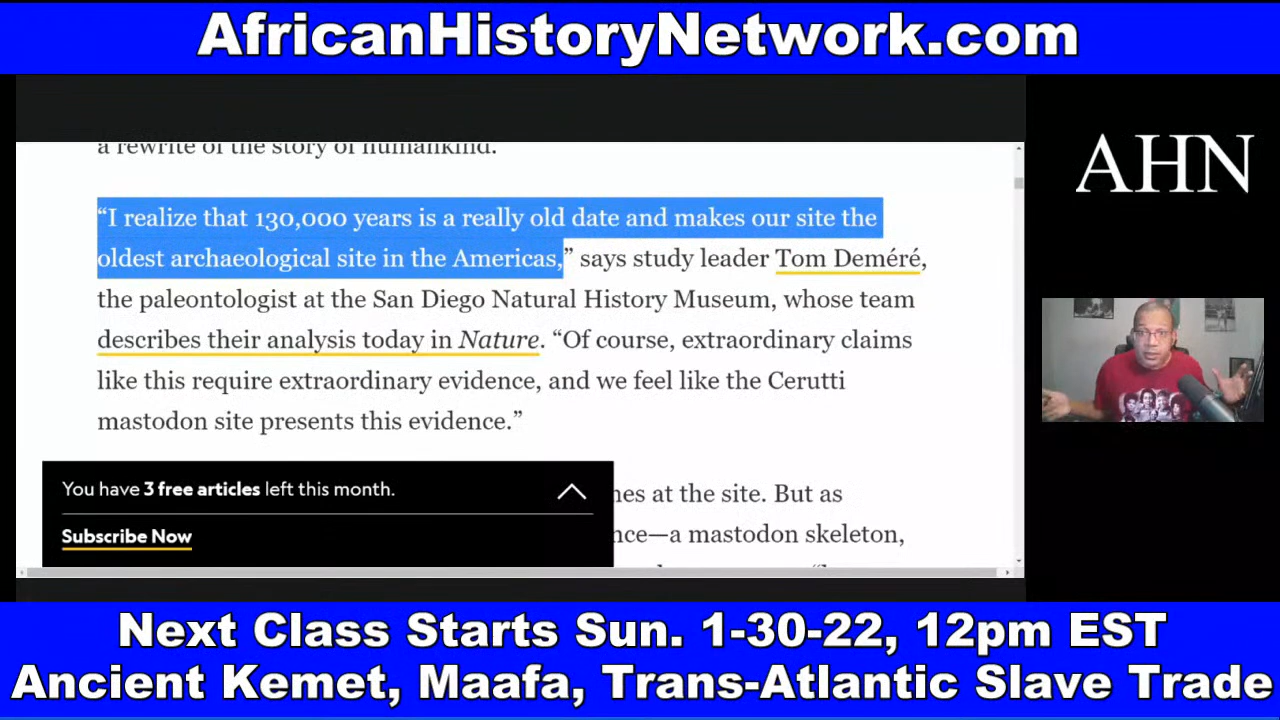 AfricanHistoryNetwork.com
AHN
a rewrite of the story of humankind.
“I realize that 130,000 years is a really old date and makes our site the
oldest archaeological site in the Americas,” says study leader Tom Deméré,
the paleontologist at the San Diego Natural History Museum, whose team
describes their analysis today in Nature. “Of course, extraordinary claims
like this require extraordinary evidence, and we feel like the Cerutti
mastodon site presents this evidence.”
at the site. But as
mastodon skeleton,
You have 3 free articles left this month.
Subscribe Now
Next Class Starts Sun. 1-30-22, 12pm EST
Ancient Kemet, Maafa, Trans-Atlantic Slave Trade